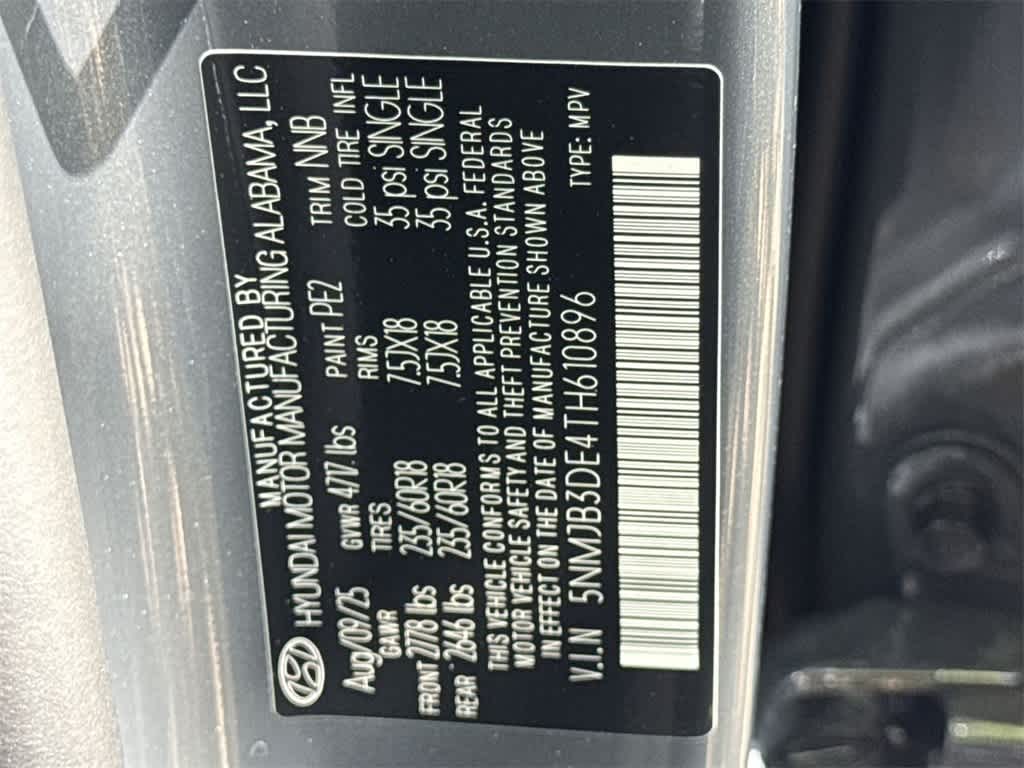 MANUFACTURED BY
HYUNDAI MOTOR MANUFACTURING ALABAMA, LLC
Aug/09/25 GVWR 4717. lbs PAINT PE2 TRIM NNB
GAWR TIRES RIMS COLD TIRE INFL
FRONT 2778 lbs 235/60R18 7.5JX18 35 psi SINGLE
REAR 2646 lbs 235/60R18 7.5JX18 35 psi SINGLE
THIS VEHICLE CONFORMS TO ALL APPLICABLE U.S.A. FEDERAL
MOTOR VEHICLE SAFETY AND THEFT PREVENTION STANDARDS
IN EFFECT ON THE DATE OF MANUFACTURE SHOWN ABOVE
V.I.N 5NMJB3DE4TH610896 TYPE: MPV